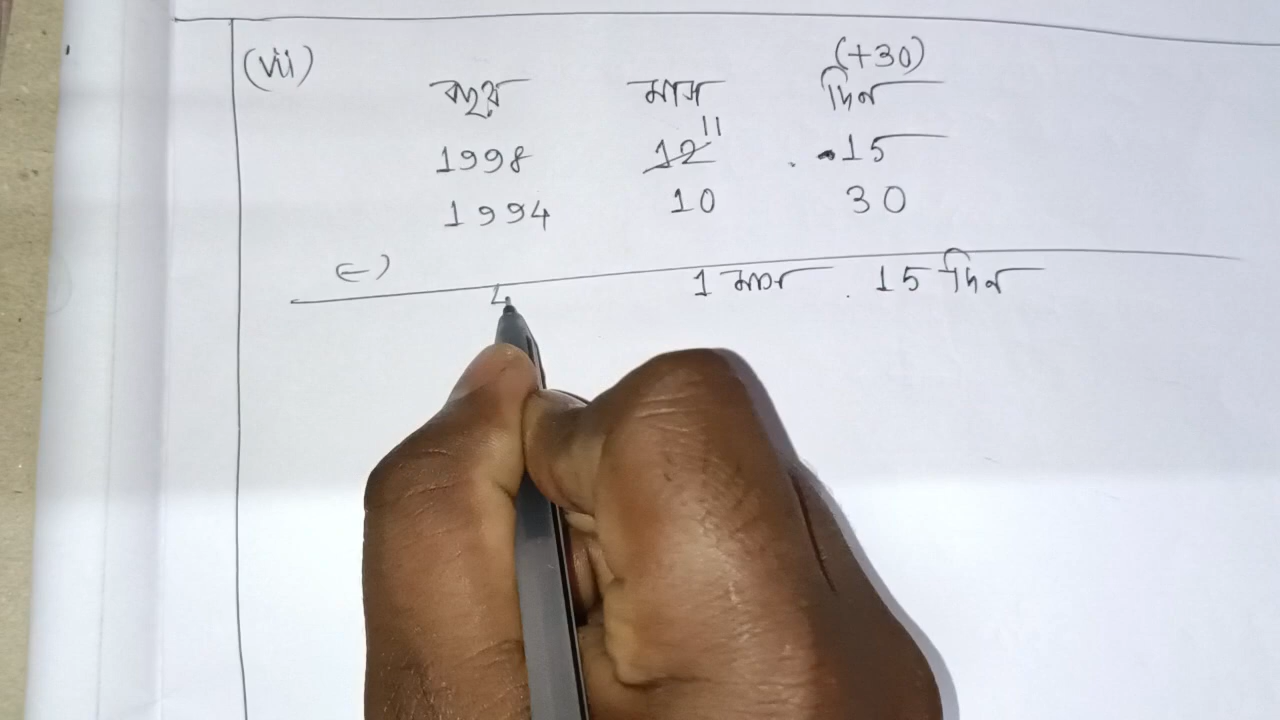 (vii)
(+30)
বছর মাস দিন
11
1998 12 15
1994 10 30
(-)
4 1 মাস 15 দিন